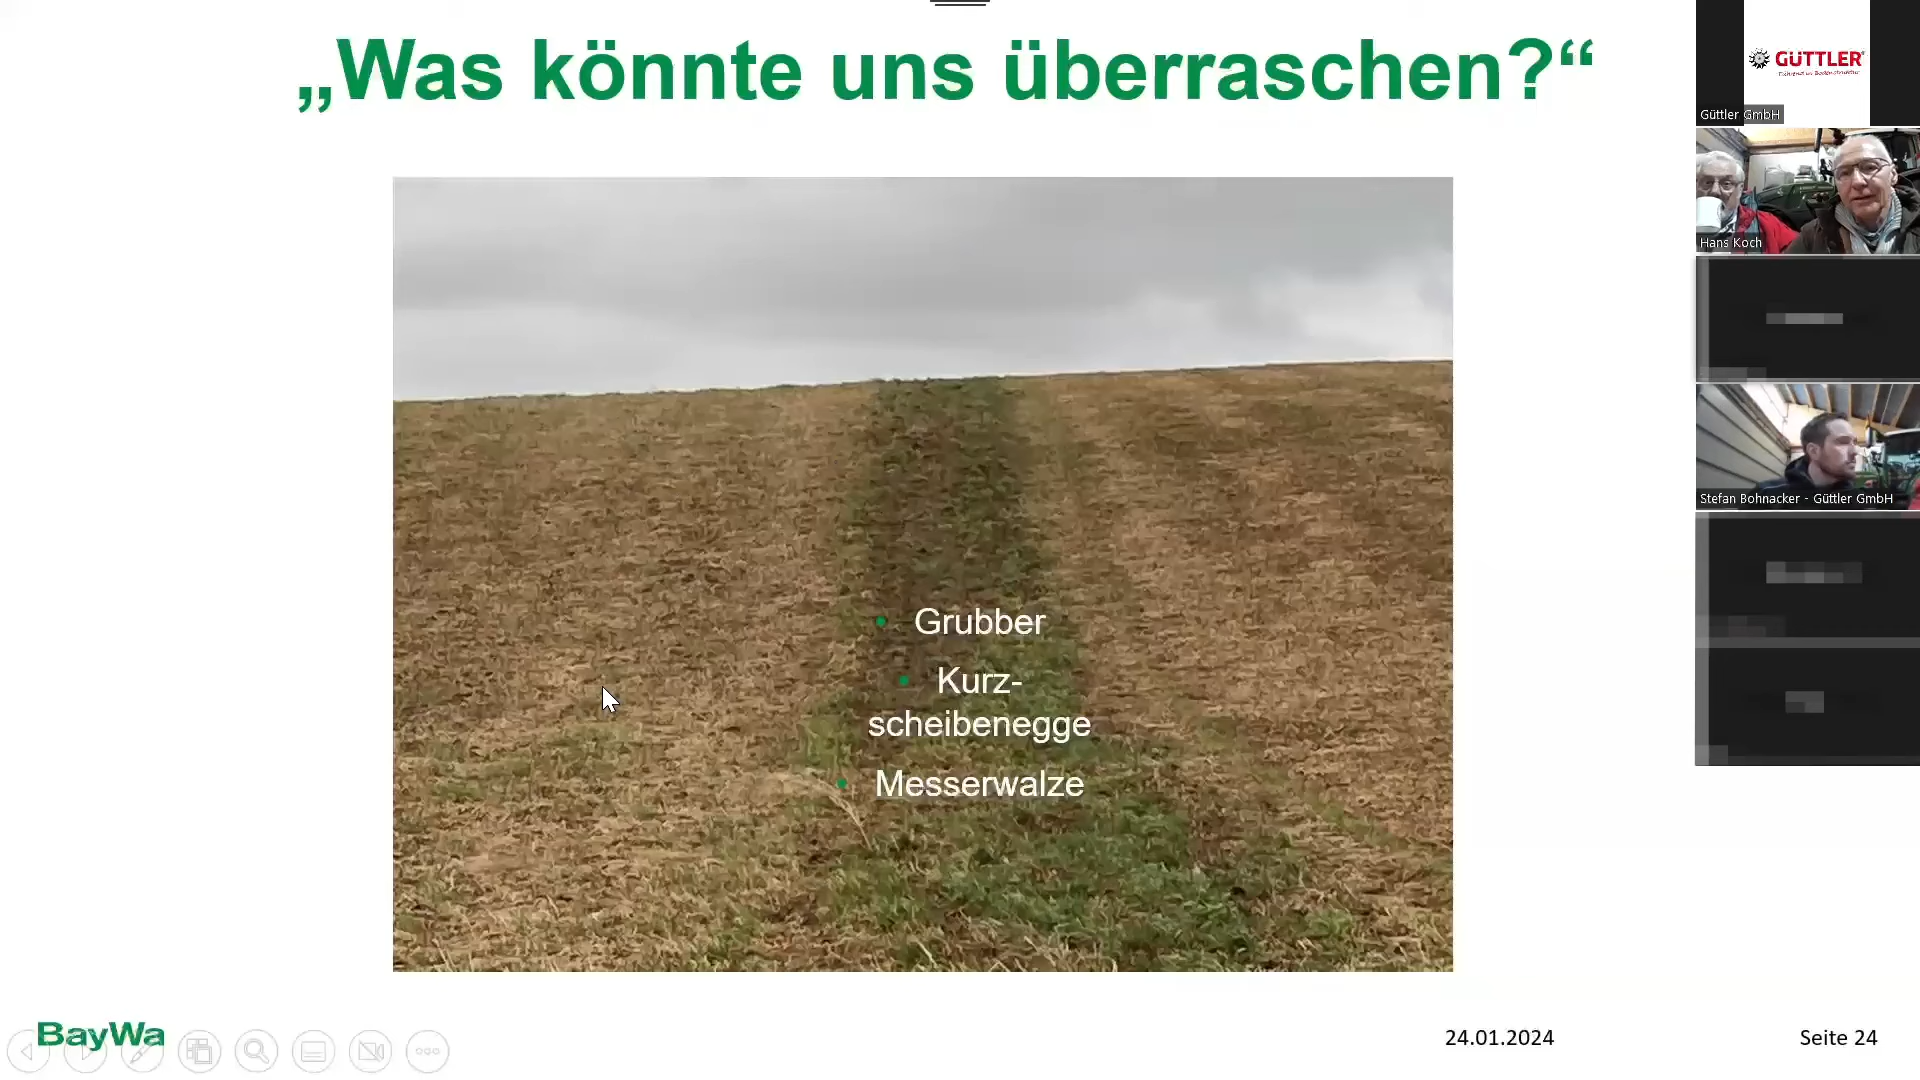 „Was könnte uns überraschen?“
GÜTTLER
Güttler GmbH
Hans Koch
Stefan Bohnacker - Güttler GmbH
Grubber
Kurz-
scheibenegge
Messerwalze
BayWa
24.01.2024
Seite 24